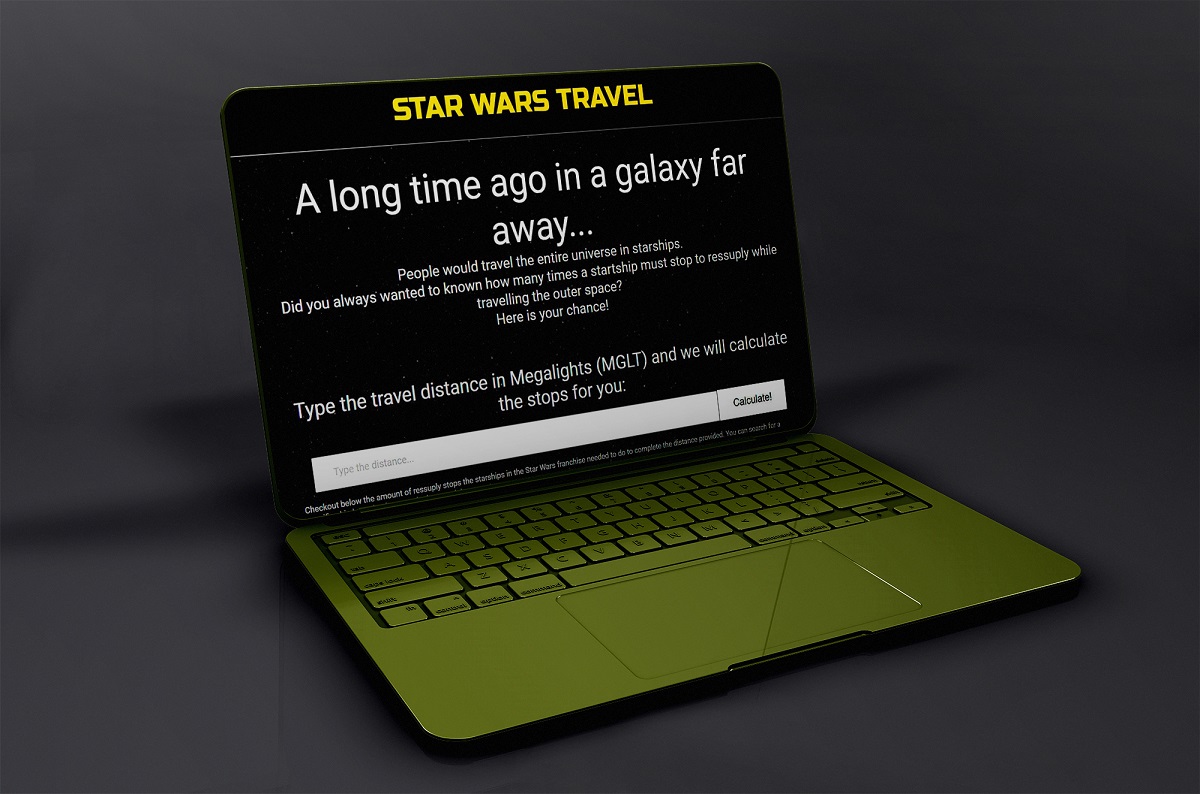 STAR WARS TRAVEL
A long time ago in a galaxy far
away...
People would travel the entire universe in starships.
Did you always wanted to known how many times a startship must stop to ressuply while
travelling the outer space?
Here is your chance!
Type the travel distance in Megalights (MGLT) and we will calculate
the stops for you:
Type the distance...
Calculate!
Checkout below the amount of ressuply stops the starships in the Star Wars franchise needed to do to complete the distance provided. You can search for a